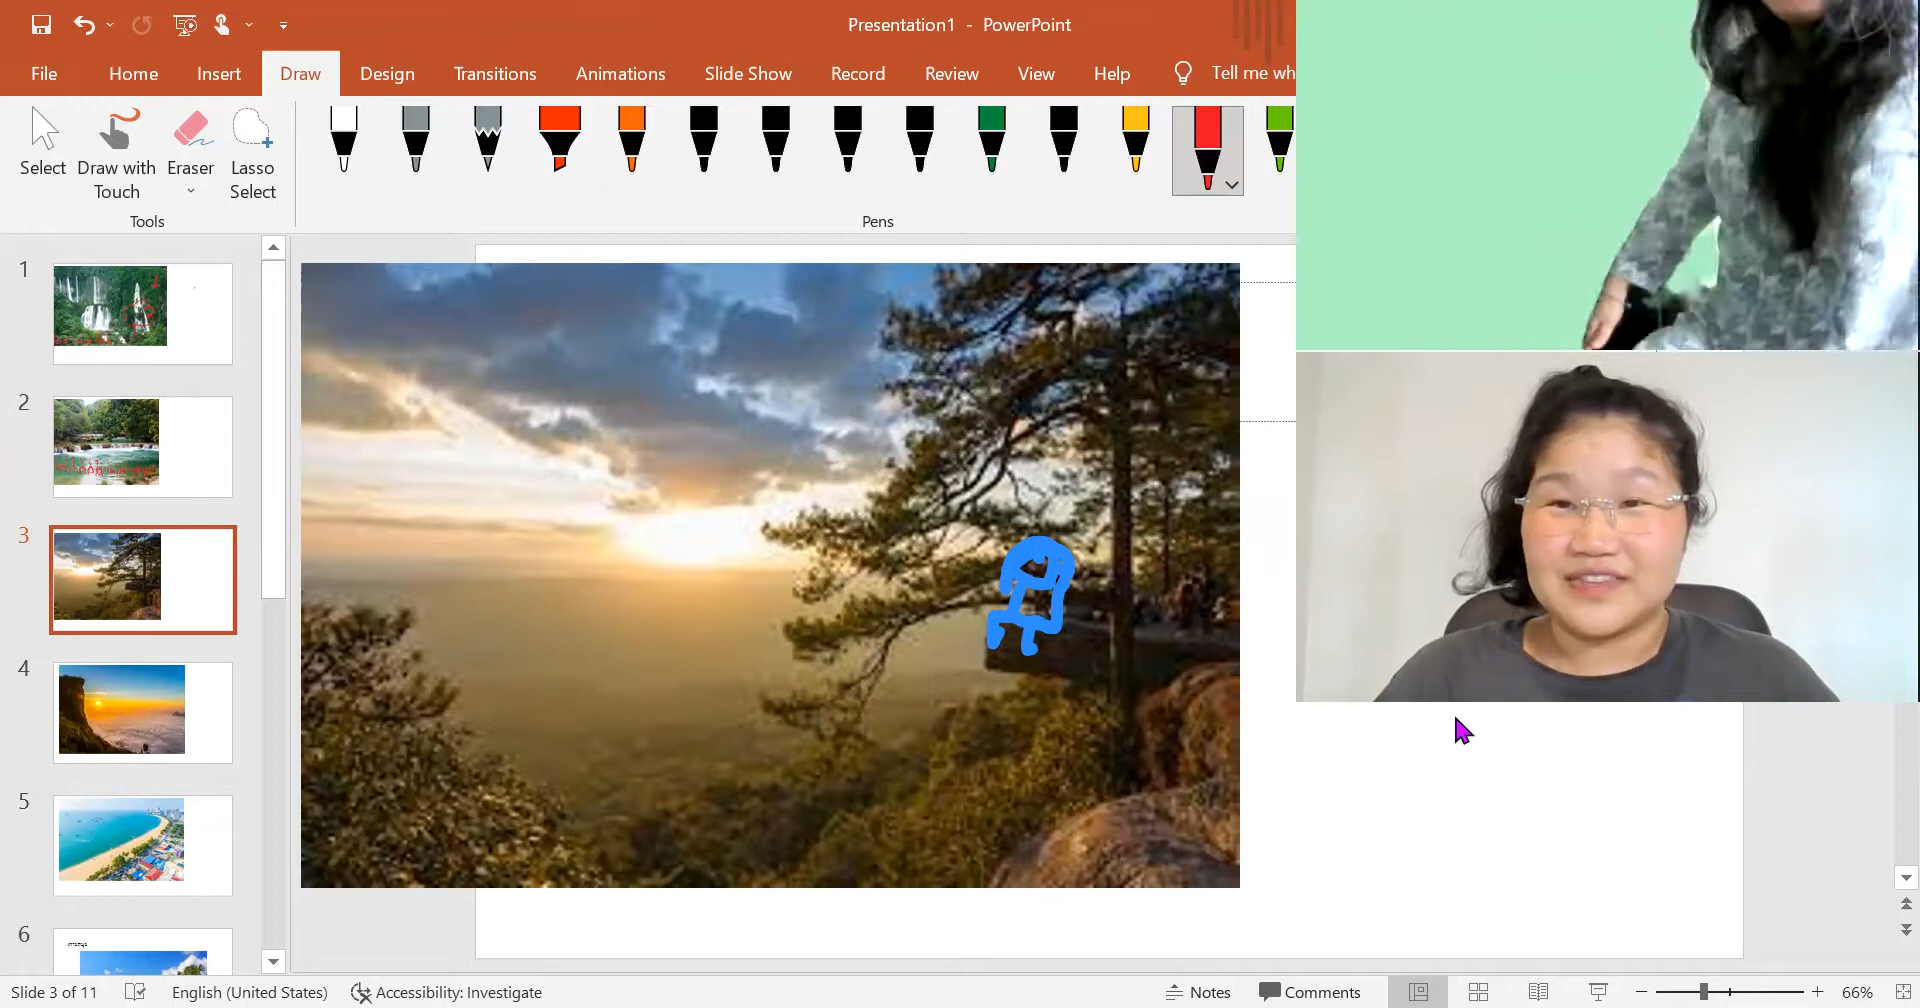 Presentation1 - PowerPoint
File Home Insert Draw Design Transitions Animations Slide Show Record Review View Help Tell me wh
Select Draw with Touch Eraser Lasso Select
Tools Pens
1
2
3
4
5
6
Slide 3 of 11 English (United States) Accessibility: Investigate Notes Comments 66%